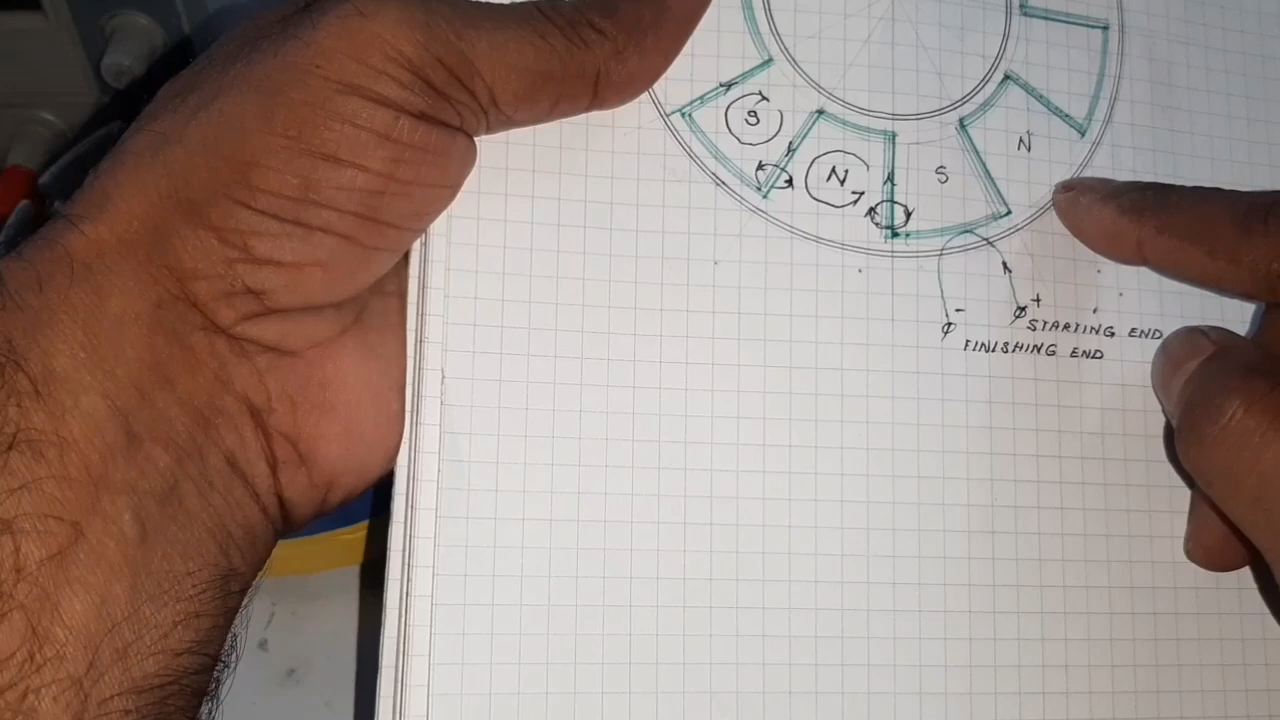 S
N
S
N
φ -
φ +
STARTING END
FINISHING END